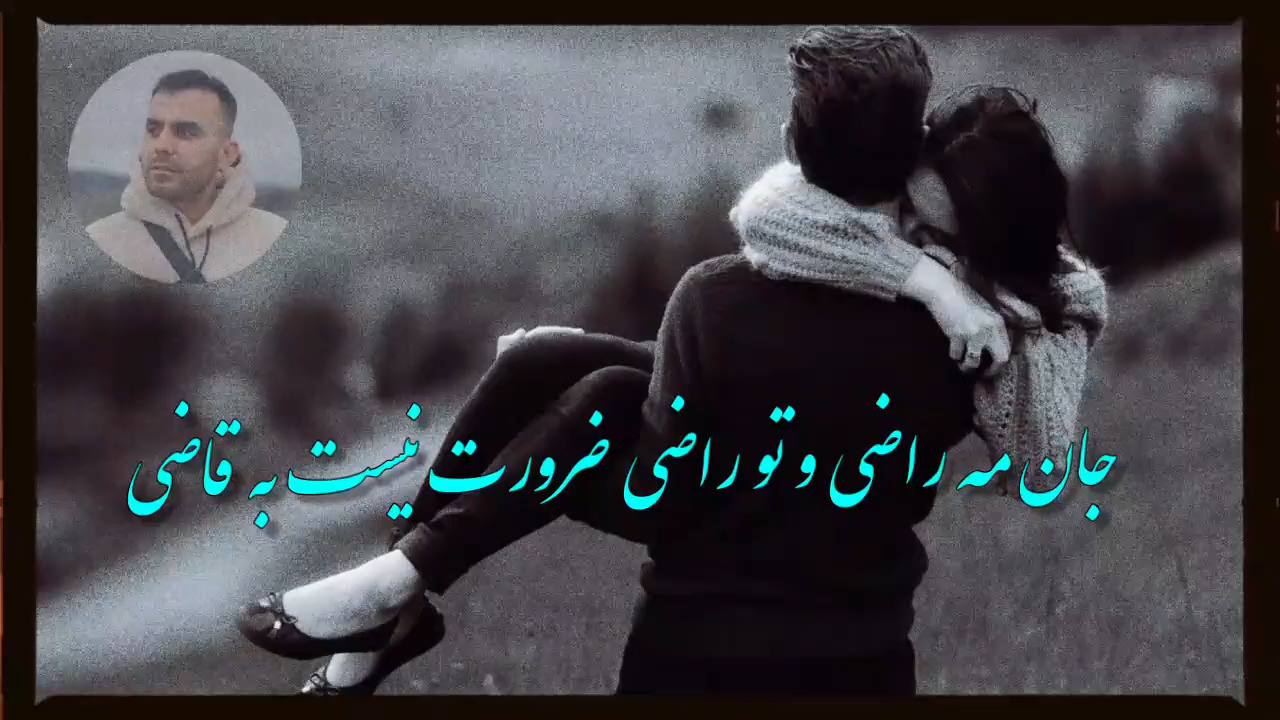 جان مه راضی و تو راضی ضرورت نیست به قاضی